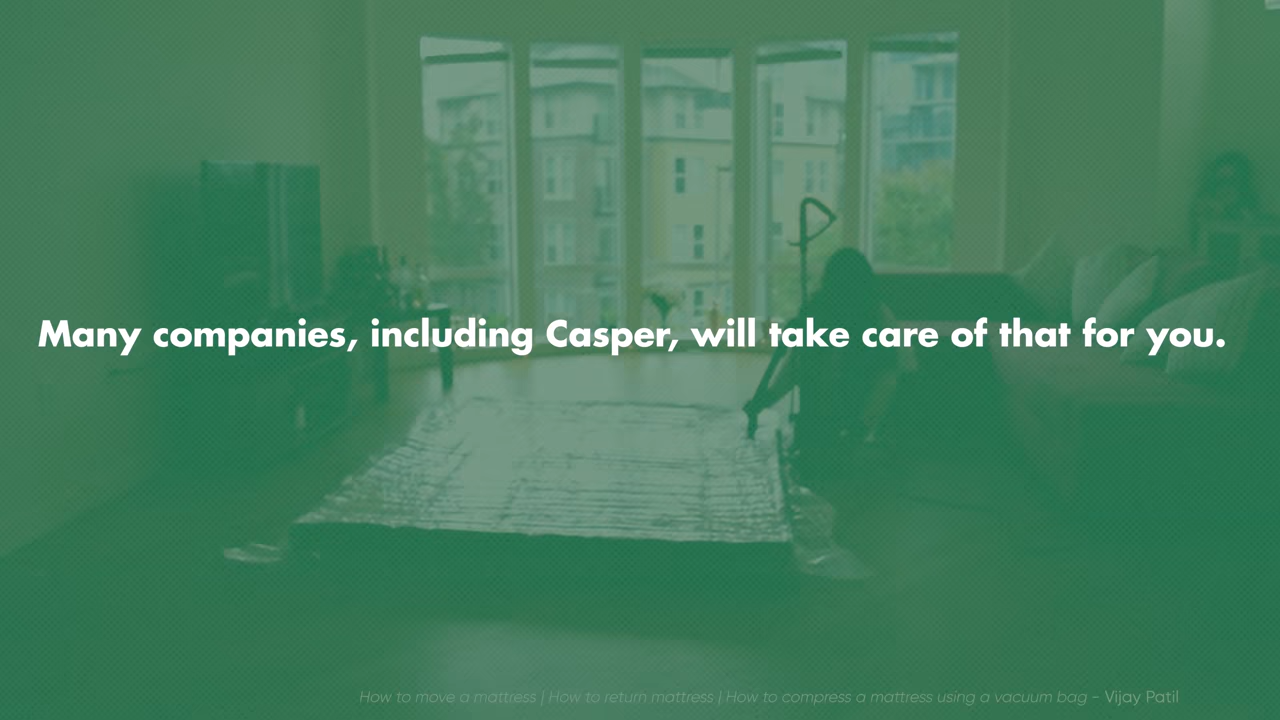 Many companies, including Casper, will take care of that for you.
How to move a mattress | How to return mattress | How to compress a mattress using a vacuum bag - Vijay Patil